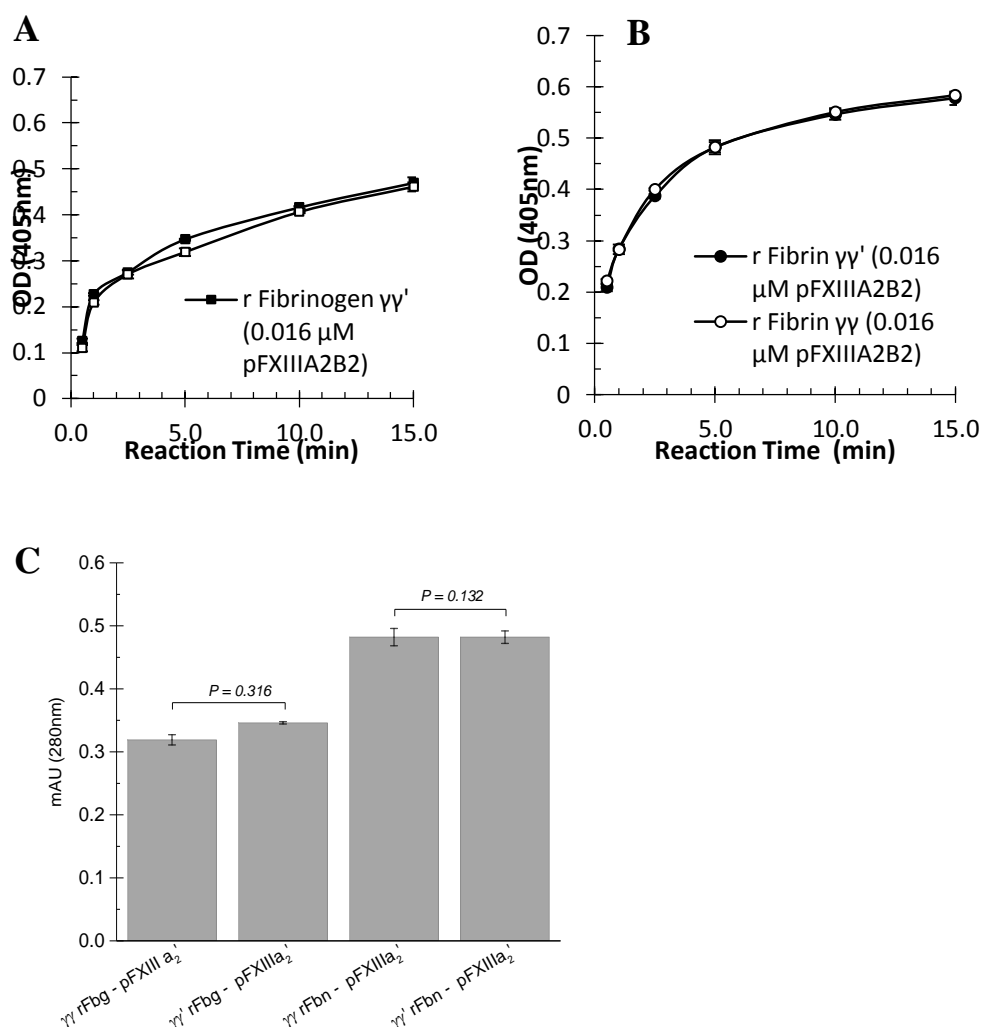 A
0.7
0.6
0.5
0.4
0.3
0.2
0.1
0
OD (405nm)
0.0 5.0 10.0 15.0
Reaction Time (min)
r Fibrinogen γγ'
(0.016 μM
pFXIIIA2B2)
B
0.7
0.6
0.5
0.4
0.3
0.2
0.1
0
OD (405nm)
0.0 5.0 10.0 15.0
Reaction Time (min)
r Fibrin γγ' (0.016
μM pFXIIIA2B2)
r Fibrin γγ (0.016
μM pFXIIIA2B2)
C
0.6
0.5
0.4
0.3
0.2
0.1
0.0
mAU (280nm)
P = 0.316
P = 0.132
γγ rFbg - pFXIII a₂'
γγ' rFbg - pFXIIIa₂'
γγ rFbn - pFXIIIa₂'
γγ' rFbn - pFXIIIa₂'